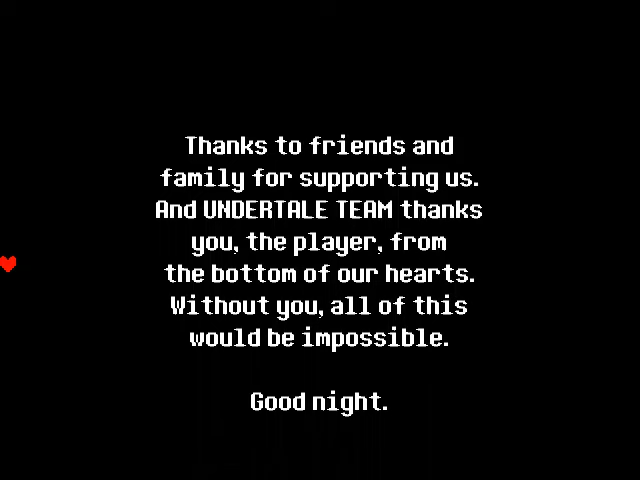 Thanks to friends and
family for supporting us.
And UNDERTALE TEAM thanks
you, the player, from
the bottom of our hearts.
Without you, all of this
would be impossible.
Good night.